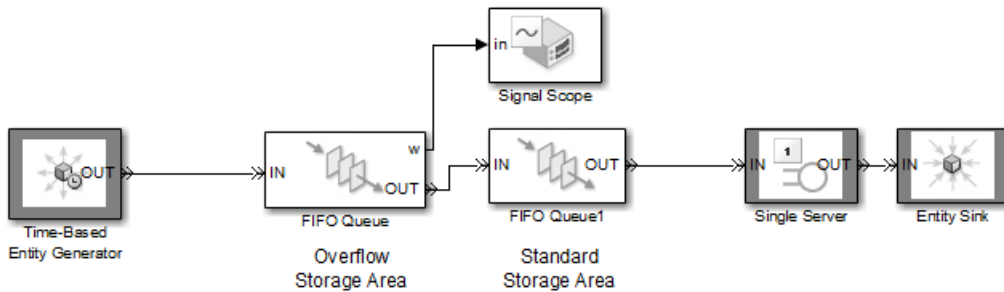 in
Signal Scope
OUT
Time-Based
Entity Generator
IN
w
OUT
FIFO Queue
Overflow
Storage Area
IN
OUT
FIFO Queue1
Standard
Storage Area
IN
1
OUT
Single Server
IN
Entity Sink